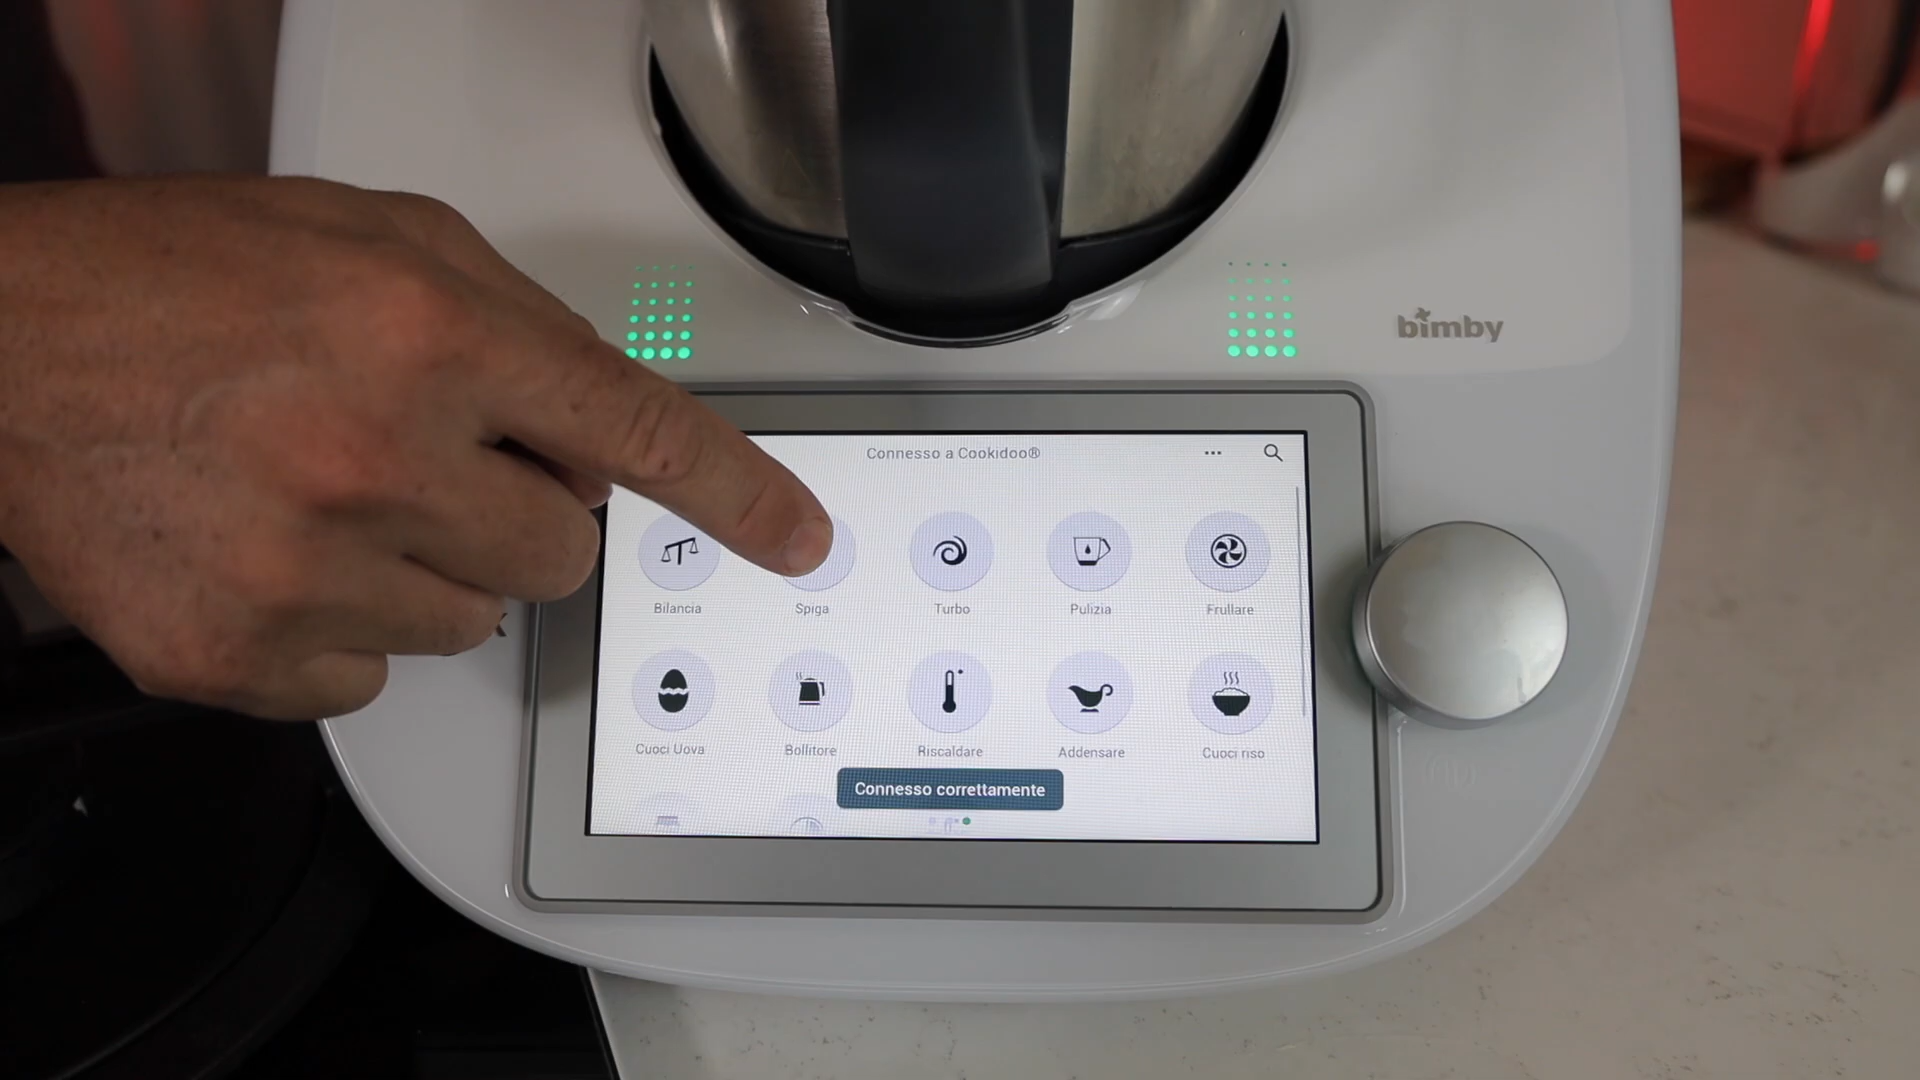 bimby
Connesso a Cookidoo®
Bilancia
Spiga
Turbo
Pulizia
Frullare
Cuoci Uova
Bollitore
Riscaldare
Addensare
Cuoci riso
Connesso correttamente